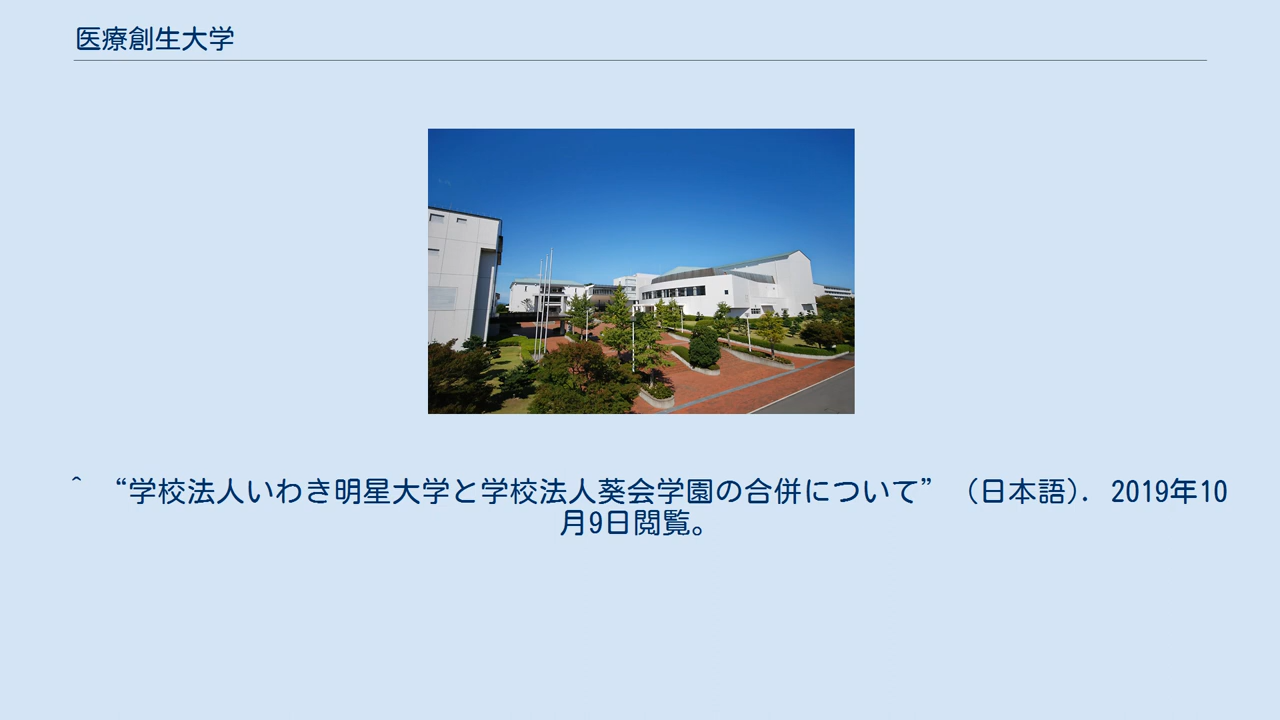 医療創生大学
^ “学校法人いわき明星大学と学校法人葵会学園の合併について” (日本語). 2019年10
月9日閲覧。